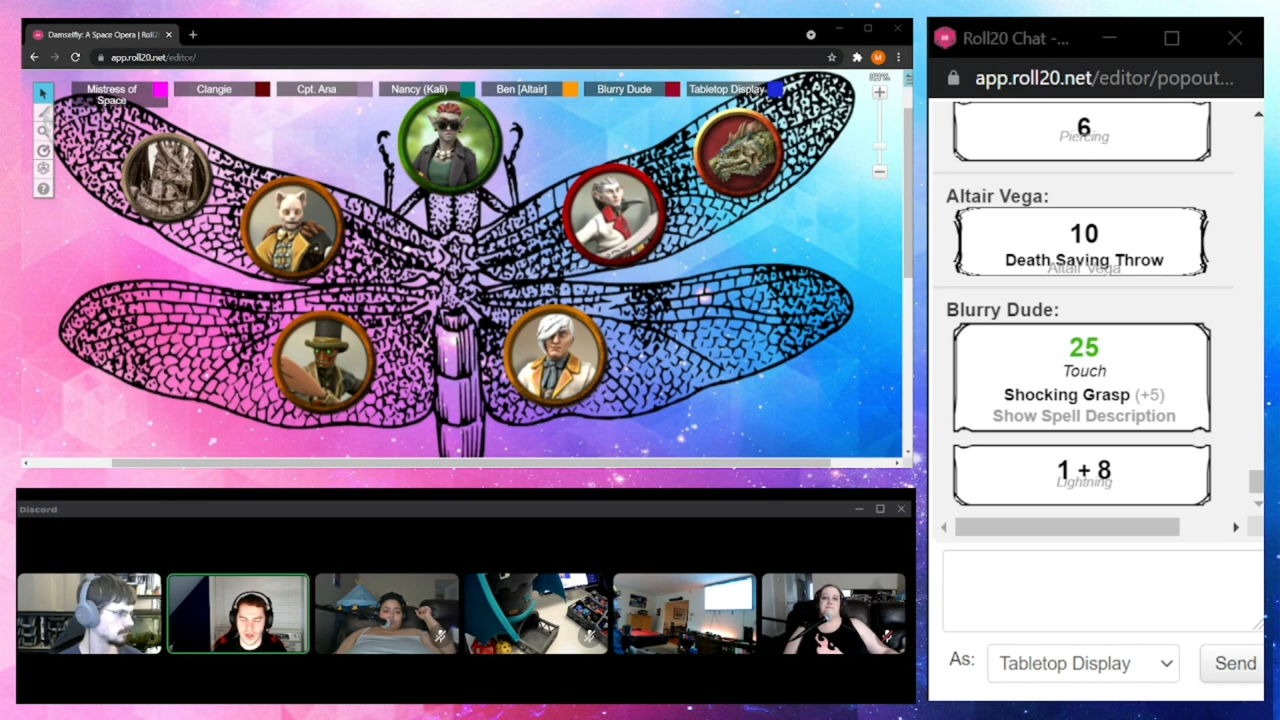 Damselfly: A Space Opera | Roll20
app.roll20.net/editor/
Mistress of
Space
Clangie
Cpt. Ana
Nancy (Kali)
Ben [Altair]
Blurry Dude
Tabletop Display
Discord
Roll20 Chat -...
app.roll20.net/editor/popout...
6
Piercing
Altair Vega:
10
Death Saving Throw
Altair Vega
Blurry Dude:
25
Touch
Shocking Grasp (+5)
Show Spell Description
1 + 8
Lightning
As:
Tabletop Display
Send